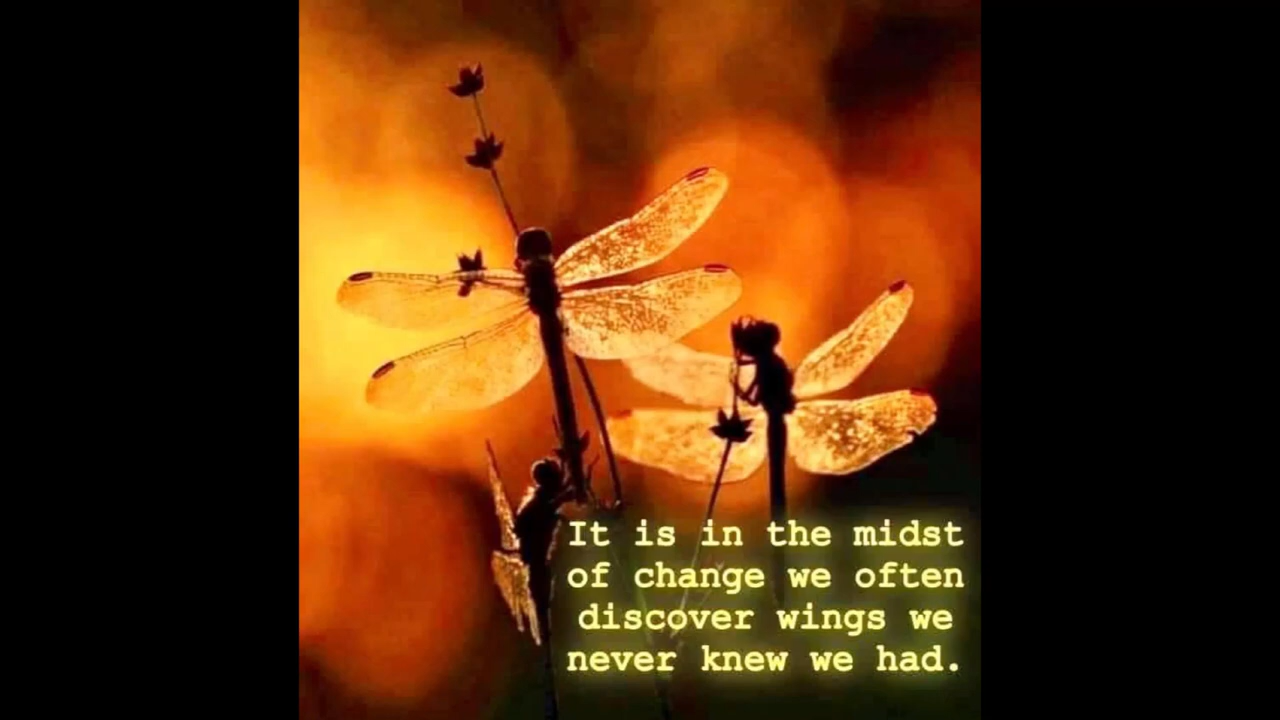 It is in the midst
of change we often
discover wings we
never knew we had.